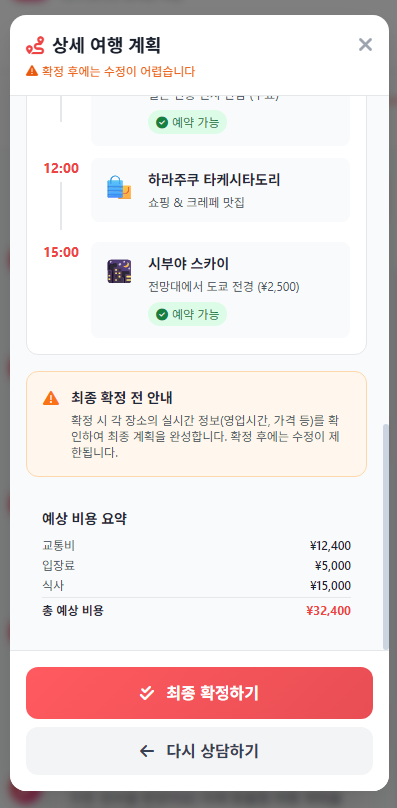 상세 여행 계획
확정 후에는 수정이 어렵습니다
예약 가능
12:00
하라주쿠 타케시타도리
쇼핑 & 크레페 맛집
15:00
시부야 스카이
전망대에서 도쿄 전경 (¥2,500)
예약 가능
최종 확정 전 안내
확정 시 각 장소의 실시간 정보(영업시간, 가격 등)를 확
인하여 최종 계획을 완성합니다. 확정 후에는 수정이 제
한됩니다.
예상 비용 요약
교통비 ¥12,400
입장료 ¥5,000
식사 ¥15,000
총 예상 비용 ¥32,400
최종 확정하기
다시 상담하기